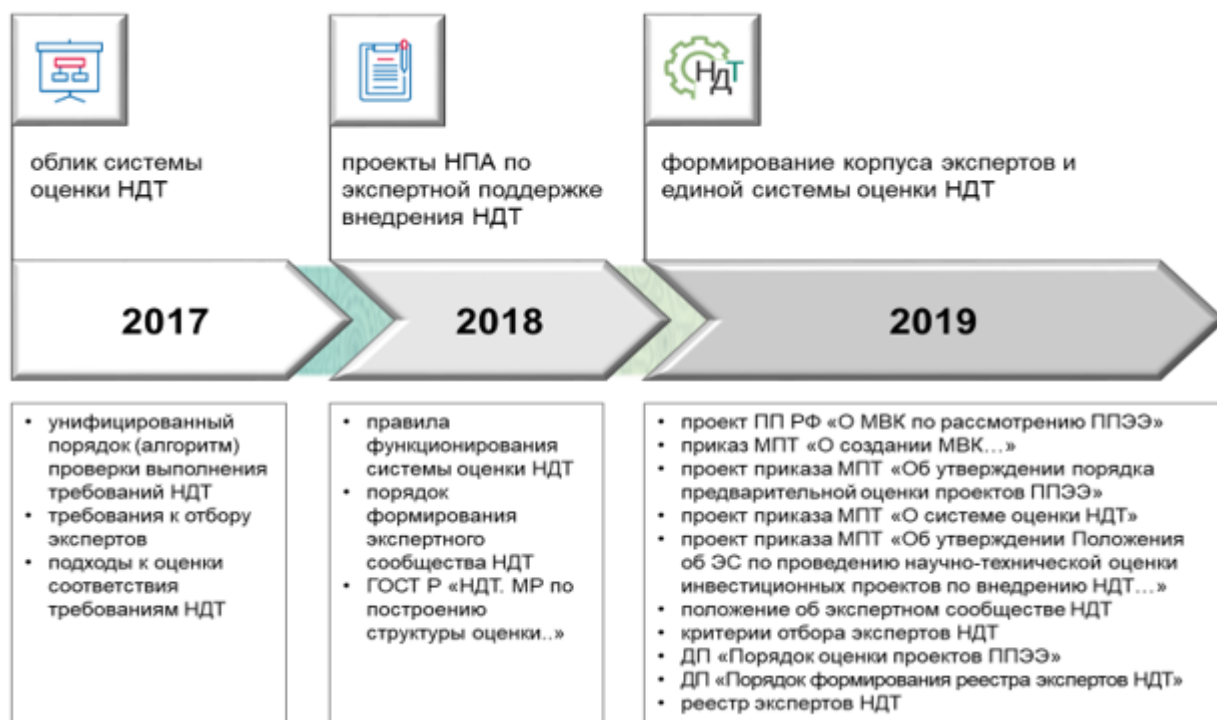 НДТ
облик системы
оценки НДТ
проекты НПА по
экспертной поддержке
внедрения НДТ
формирование корпуса экспертов и
единой системы оценки НДТ
2017
2018
2019
• унифицированный
порядок (алгоритм)
проверки выполнения
требований НДТ
• требования к отбору
экспертов
• подходы к оценки
соответствия
требованиям НДТ
• правила
функционирования
системы оценки НДТ
• порядок
формирования
экспертного
сообщества НДТ
• ГОСТ Р «НДТ. МР по
построению
структуры оценки..»
• проект ПП РФ «О МВК по рассмотрению ППЭЭ»
• приказ МПТ «О создании МВК…»
• проект приказа МПТ «Об утверждении порядка
предварительной оценки проектов ППЭЭ»
• проект приказа МПТ «О системе оценки НДТ»
• проект приказа МПТ «Об утверждении Положения
об ЭС по проведению научно-технической оценки
инвестиционных проектов по внедрению НДТ…»
• положение об экспертном сообществе НДТ
• критерии отбора экспертов НДТ
• ДП «Порядок оценки проектов ППЭЭ»
• ДП «Порядок формирования реестра экспертов НДТ»
• реестр экспертов НДТ